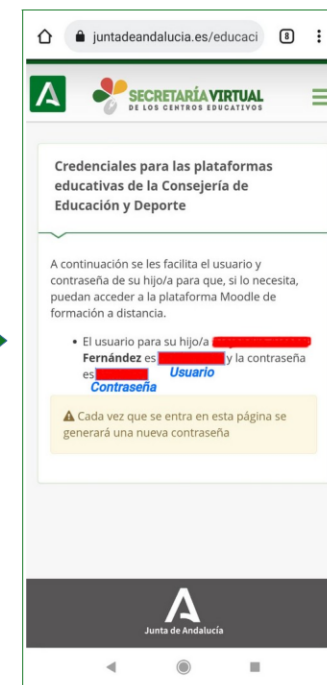 juntadeandalucia.es/educaci
8
A
SECRETARÍA VIRTUAL
DE LOS CENTROS EDUCATIVOS
Credenciales para las plataformas
educativas de la Consejería de
Educación y Deporte
A continuación se les facilita el usuario y
contraseña de su hijo/a para que, si lo necesita,
puedan acceder a la plataforma Moodle de
formación a distancia.
• El usuario para su hijo/a
Fernández es y la contraseña
es Usuario
Contraseña
Cada vez que se entra en esta página se
generará una nueva contraseña
A
Junta de Andalucía